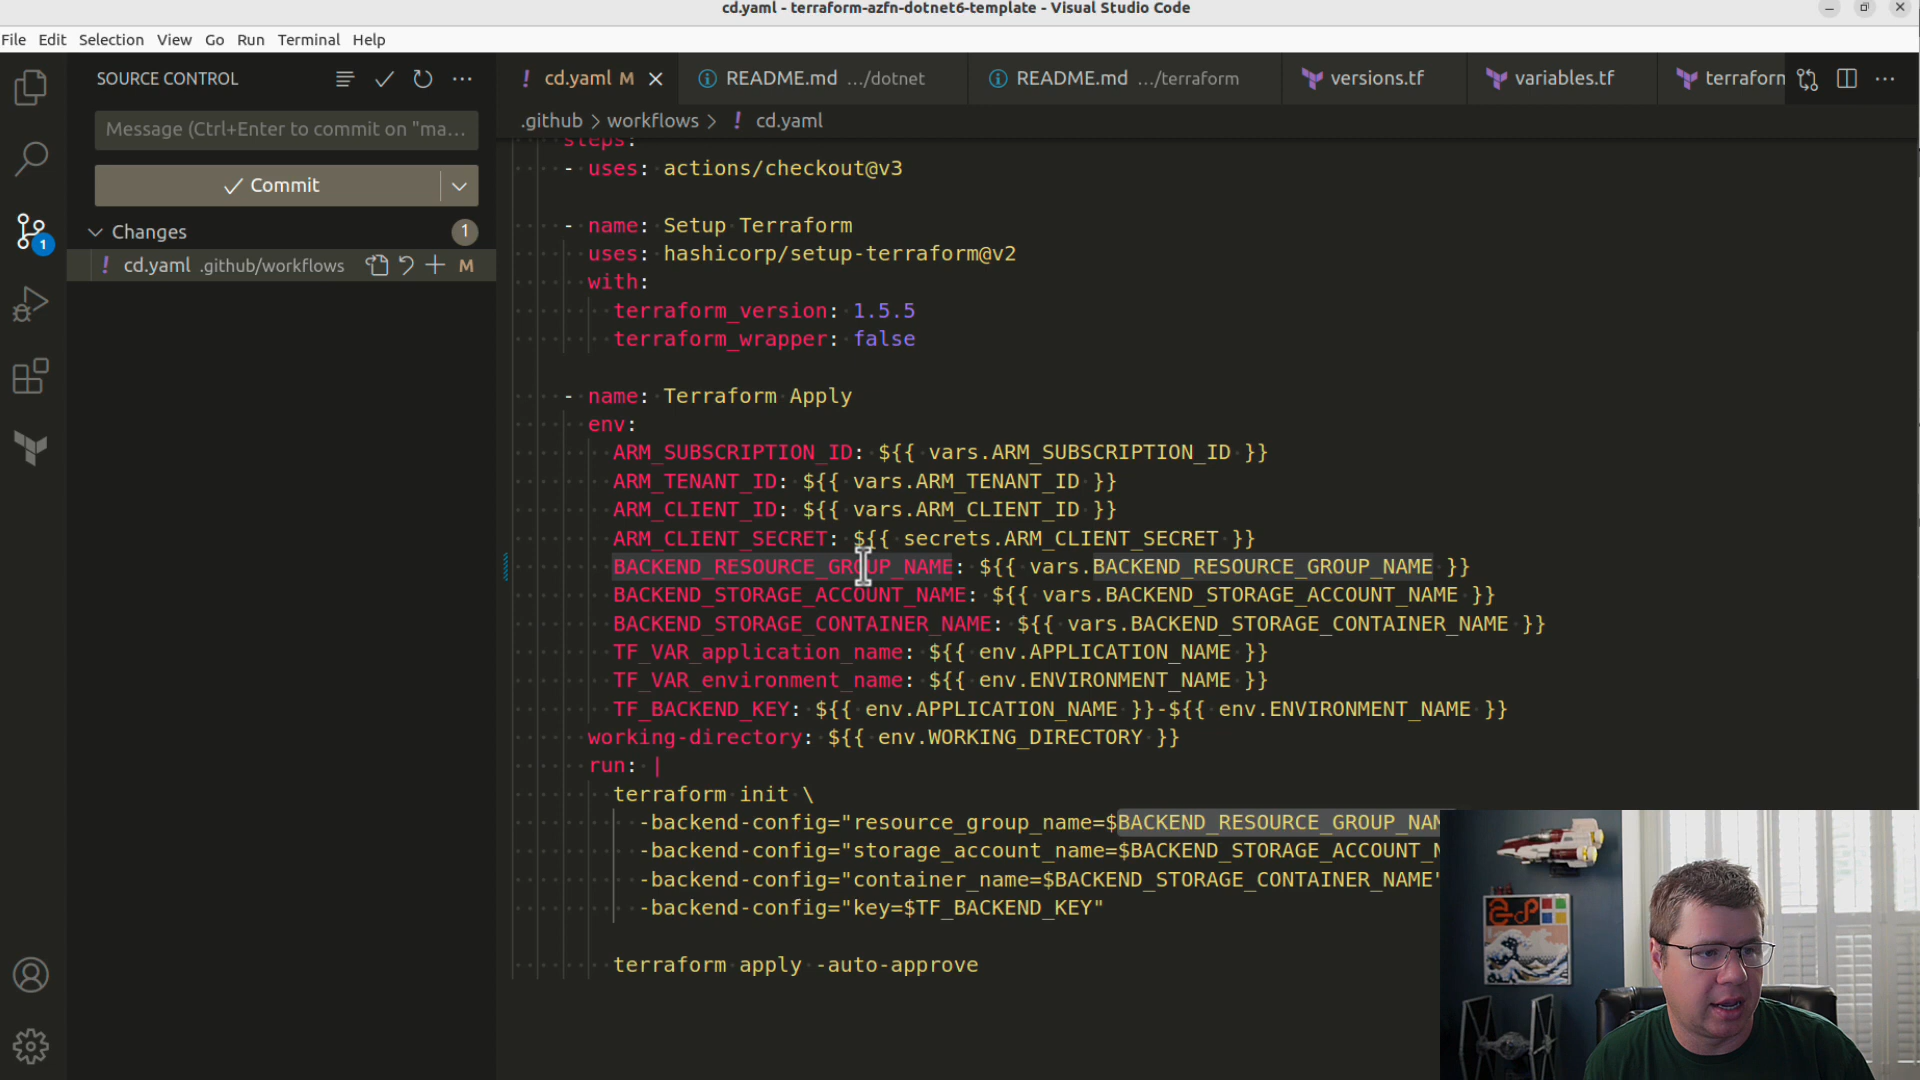 cd.yaml - terraform-azfn-dotnet6-template - Visual Studio Code
File Edit Selection View Go Run Terminal Help
SOURCE CONTROL
cd.yaml M
README.md .../dotnet
README.md .../terraform
versions.tf
variables.tf
terraform
Message (Ctrl+Enter to commit on "ma...
Commit
Changes 1
cd.yaml .github/workflows M
1
.github > workflows > ! cd.yaml
steps:
- uses: actions/checkout@v3
- name: Setup Terraform
uses: hashicorp/setup-terraform@v2
with:
terraform_version: 1.5.5
terraform_wrapper: false
- name: Terraform Apply
env:
ARM_SUBSCRIPTION_ID: ${{ vars.ARM_SUBSCRIPTION_ID }}
ARM_TENANT_ID: ${{ vars.ARM_TENANT_ID }}
ARM_CLIENT_ID: ${{ vars.ARM_CLIENT_ID }}
ARM_CLIENT_SECRET: ${{ secrets.ARM_CLIENT_SECRET }}
BACKEND_RESOURCE_GROUP_NAME: ${{ vars.BACKEND_RESOURCE_GROUP_NAME }}
BACKEND_STORAGE_ACCOUNT_NAME: ${{ vars.BACKEND_STORAGE_ACCOUNT_NAME }}
BACKEND_STORAGE_CONTAINER_NAME: ${{ vars.BACKEND_STORAGE_CONTAINER_NAME }}
TF_VAR_application_name: ${{ env.APPLICATION_NAME }}
TF_VAR_environment_name: ${{ env.ENVIRONMENT_NAME }}
TF_BACKEND_KEY: ${{ env.APPLICATION_NAME }}-${{ env.ENVIRONMENT_NAME }}
working-directory: ${{ env.WORKING_DIRECTORY }}
run: |
terraform init \
-backend-config="resource_group_name=$BACKEND_RESOURCE_GROUP_NAM
-backend-config="storage_account_name=$BACKEND_STORAGE_ACCOUNT_N
-backend-config="container_name=$BACKEND_STORAGE_CONTAINER_NAME"
-backend-config="key=$TF_BACKEND_KEY"
terraform apply -auto-approve